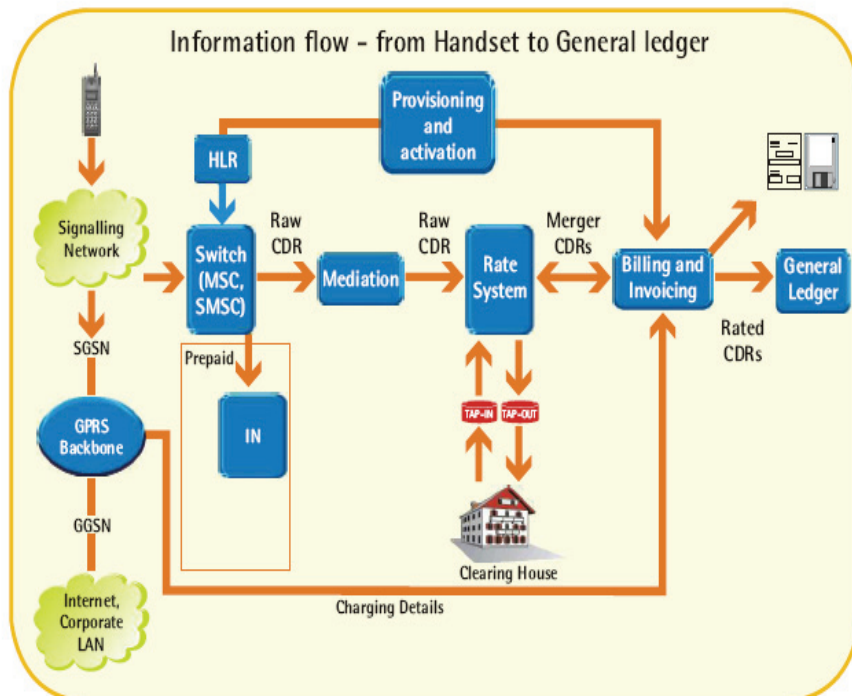 Information flow - from Handset to General ledger
Provisioning
and
activation
HLR
Signalling
Network
Switch
(MSC,
SMSC)
Raw
CDR
Mediation
Raw
CDR
Rate
System
Merger
CDRs
Billing and
Invoicing
General
Ledger
Rated
CDRs
SGSN
Prepaid
GPRS
Backbone
IN
TAP-IN
TAP-OUT
GGSN
Clearing House
Internet,
Corporate
LAN
Charging Details